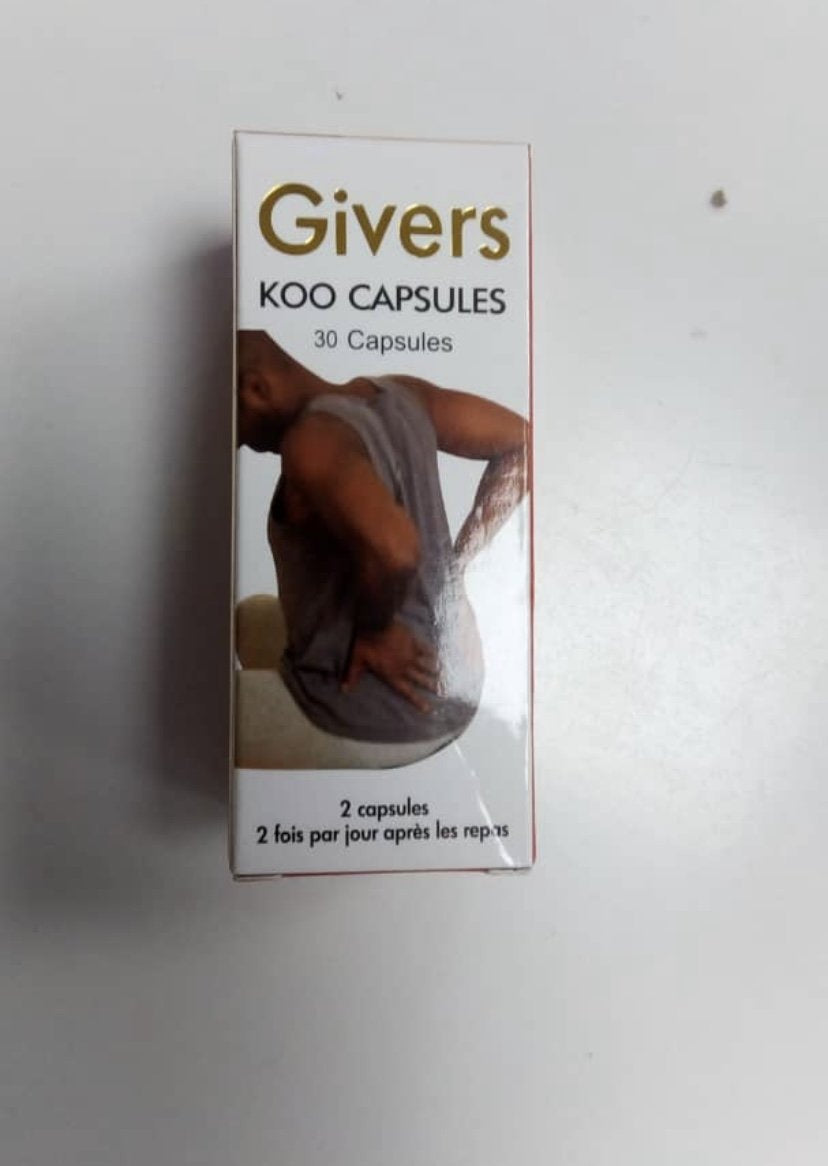 Givers
KOO CAPSULES
30 Capsules
2 capsules
2 fois par jour après les repas